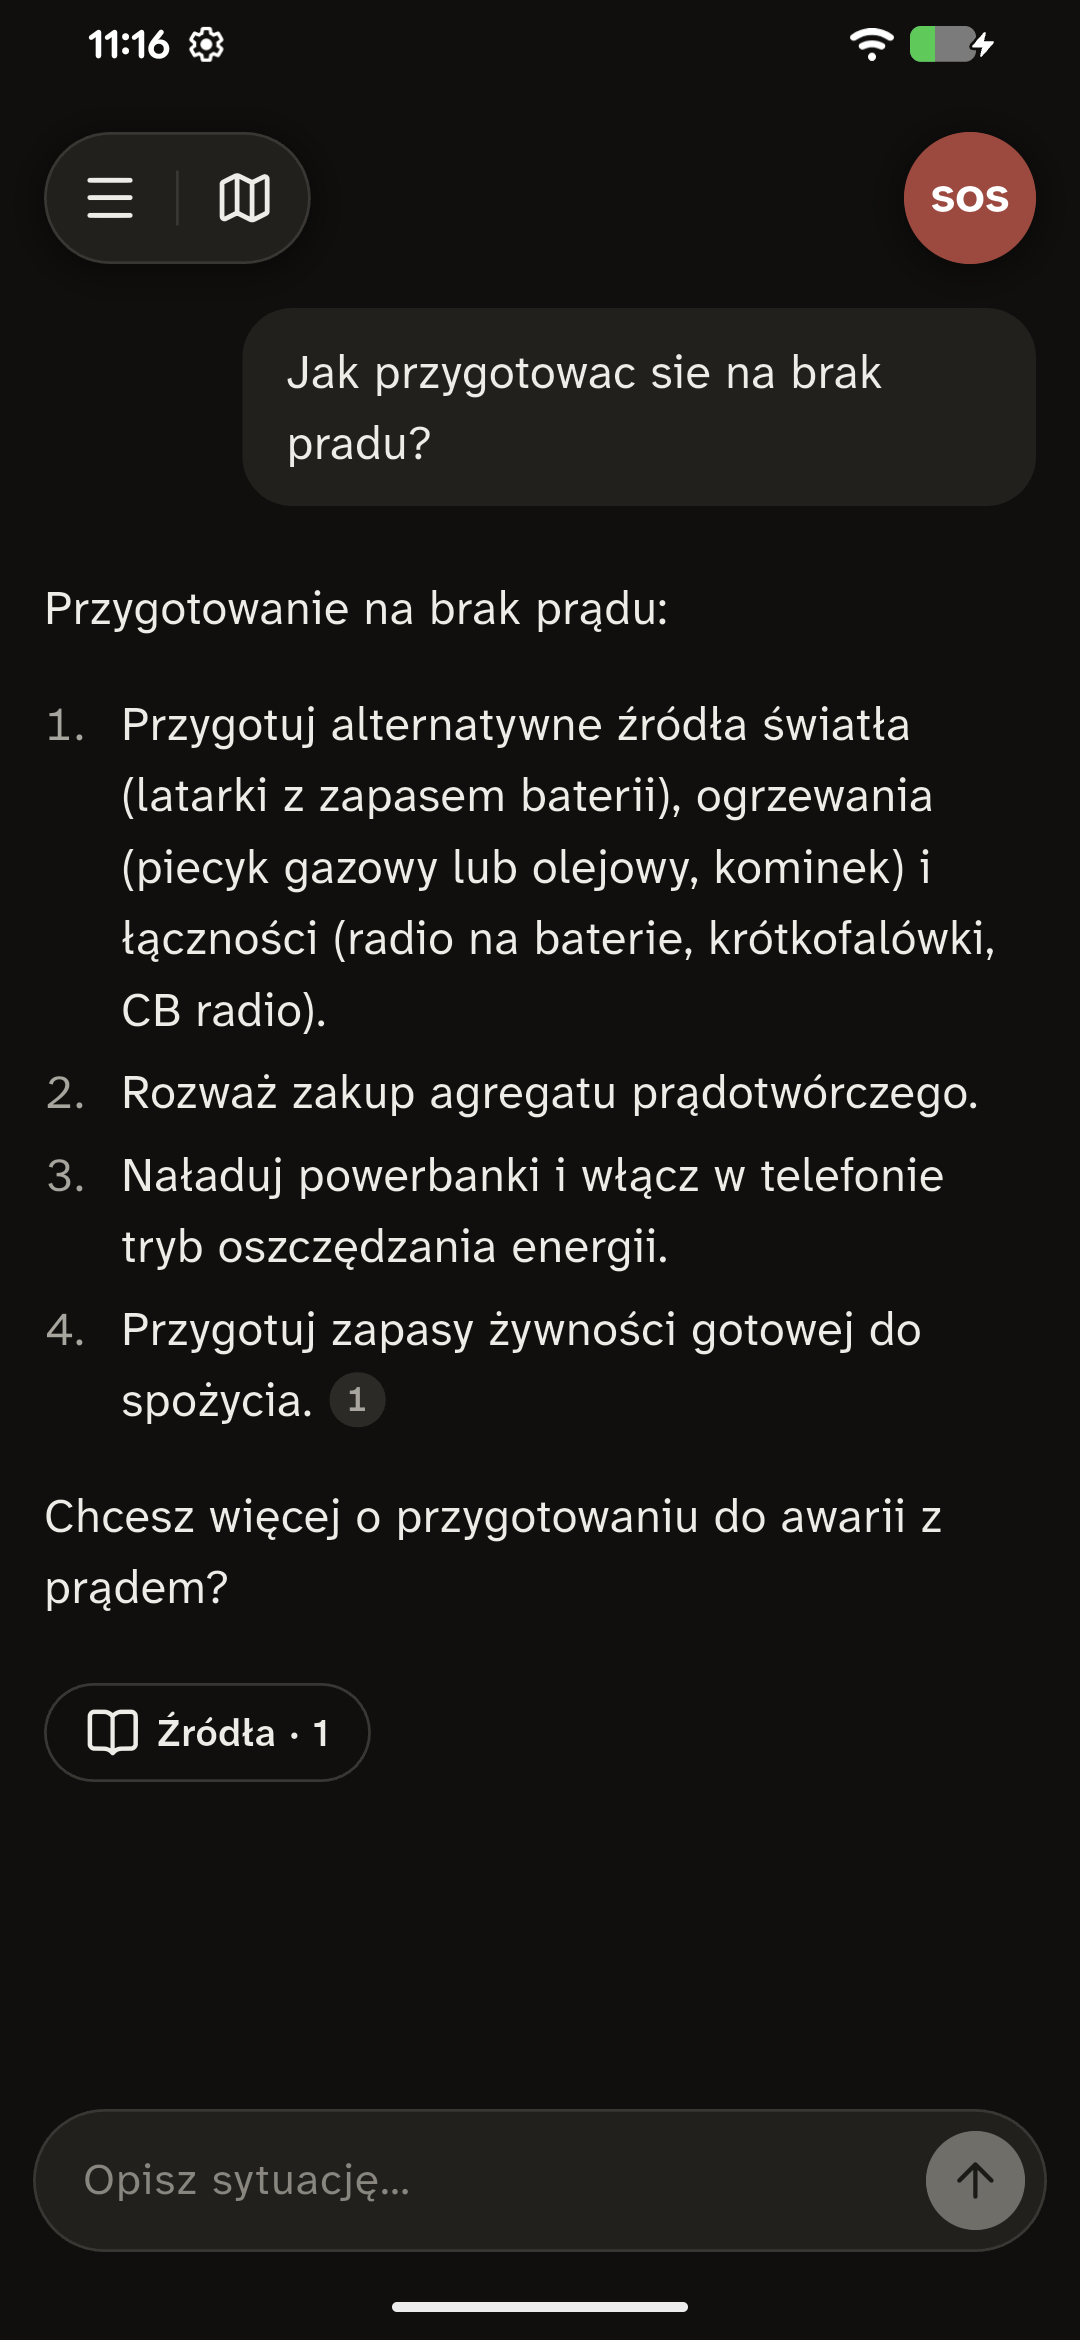 11:16
SOS
Jak przygotowac sie na brak
pradu?
Przygotowanie na brak prądu:
1. Przygotuj alternatywne źródła światła
(latarki z zapasem baterii), ogrzewania
(piecyk gazowy lub olejowy, kominek) i
łączności (radio na baterie, krótkofalówki,
CB radio).
2. Rozważ zakup agregatu prądotwórczego.
3. Naładuj powerbanki i włącz w telefonie
tryb oszczędzania energii.
4. Przygotuj zapasy żywności gotowej do
spożycia. 1
Chcesz więcej o przygotowaniu do awarii z
prądem?
Źródła · 1
Opisz sytuację...